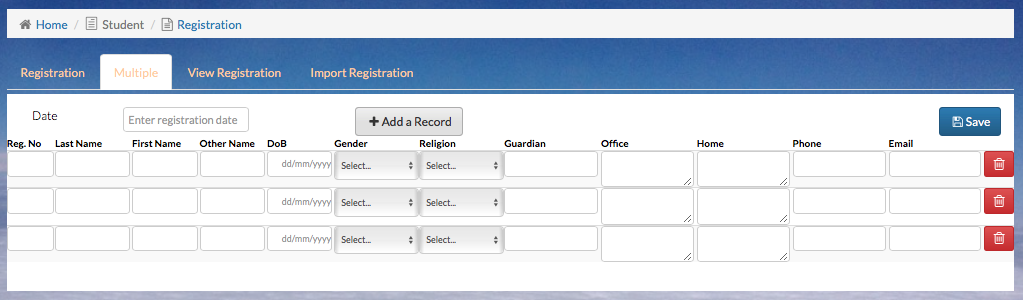 Home / Student / Registration
Registration Multiple View Registration Import Registration
Date Enter registration date Add a Record Save
Reg. No Last Name First Name Other Name DoB Gender Religion Guardian Office Home Phone Email
dd/mm/yyyy Select... Select...
dd/mm/yyyy Select... Select...
dd/mm/yyyy Select... Select...